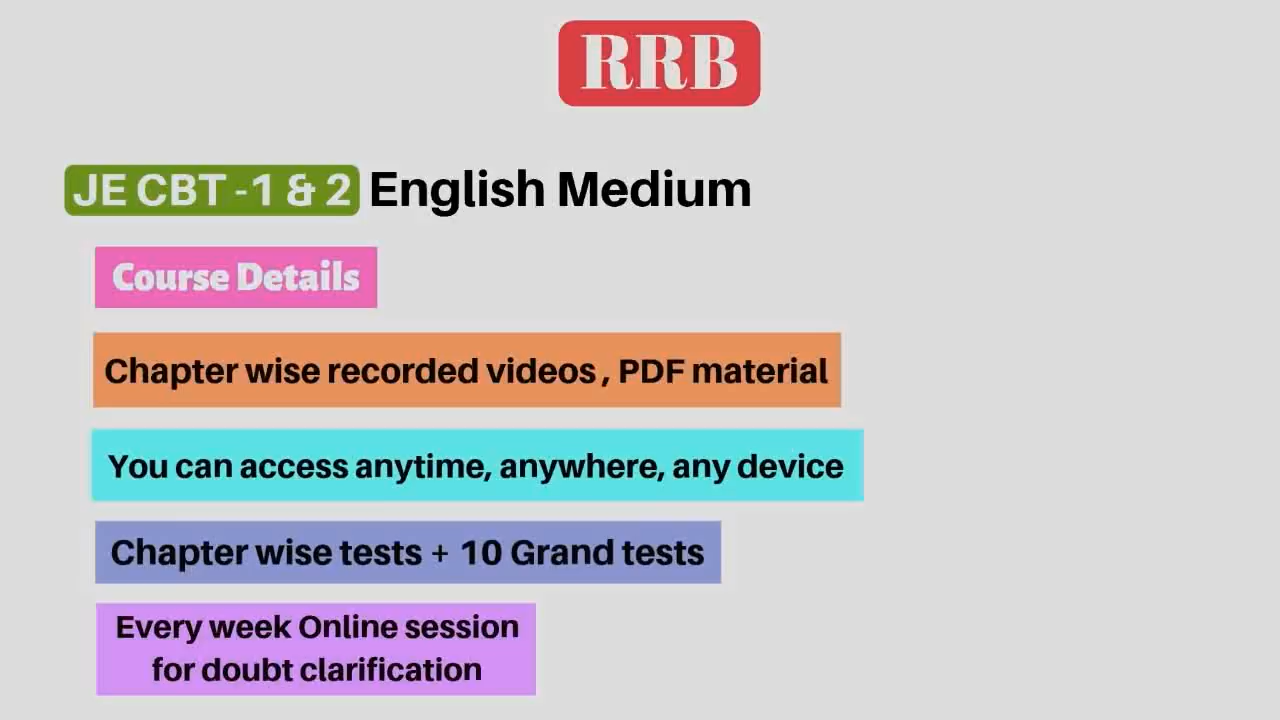 RRB
JE CBT -1 & 2 English Medium
Course Details
Chapter wise recorded videos , PDF material
You can access anytime, anywhere, any device
Chapter wise tests + 10 Grand tests
Every week Online session
for doubt clarification